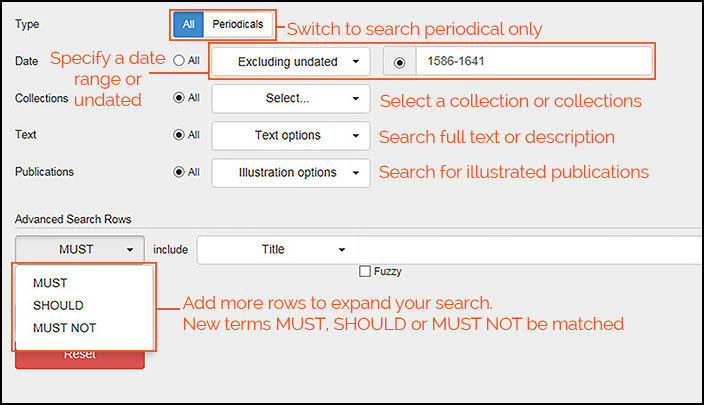 Type All Periodicals Switch to search periodical only
Specify a date range or undated
Date All Excluding undated 1586-1641
Collections All Select... Select a collection or collections
Text All Text options Search full text or description
Publications All Illustration options Search for illustrated publications
Advanced Search Rows
MUST include Title
Fuzzy
MUST
SHOULD
MUST NOT
Add more rows to expand your search.
New terms MUST, SHOULD or MUST NOT be matched
Reset